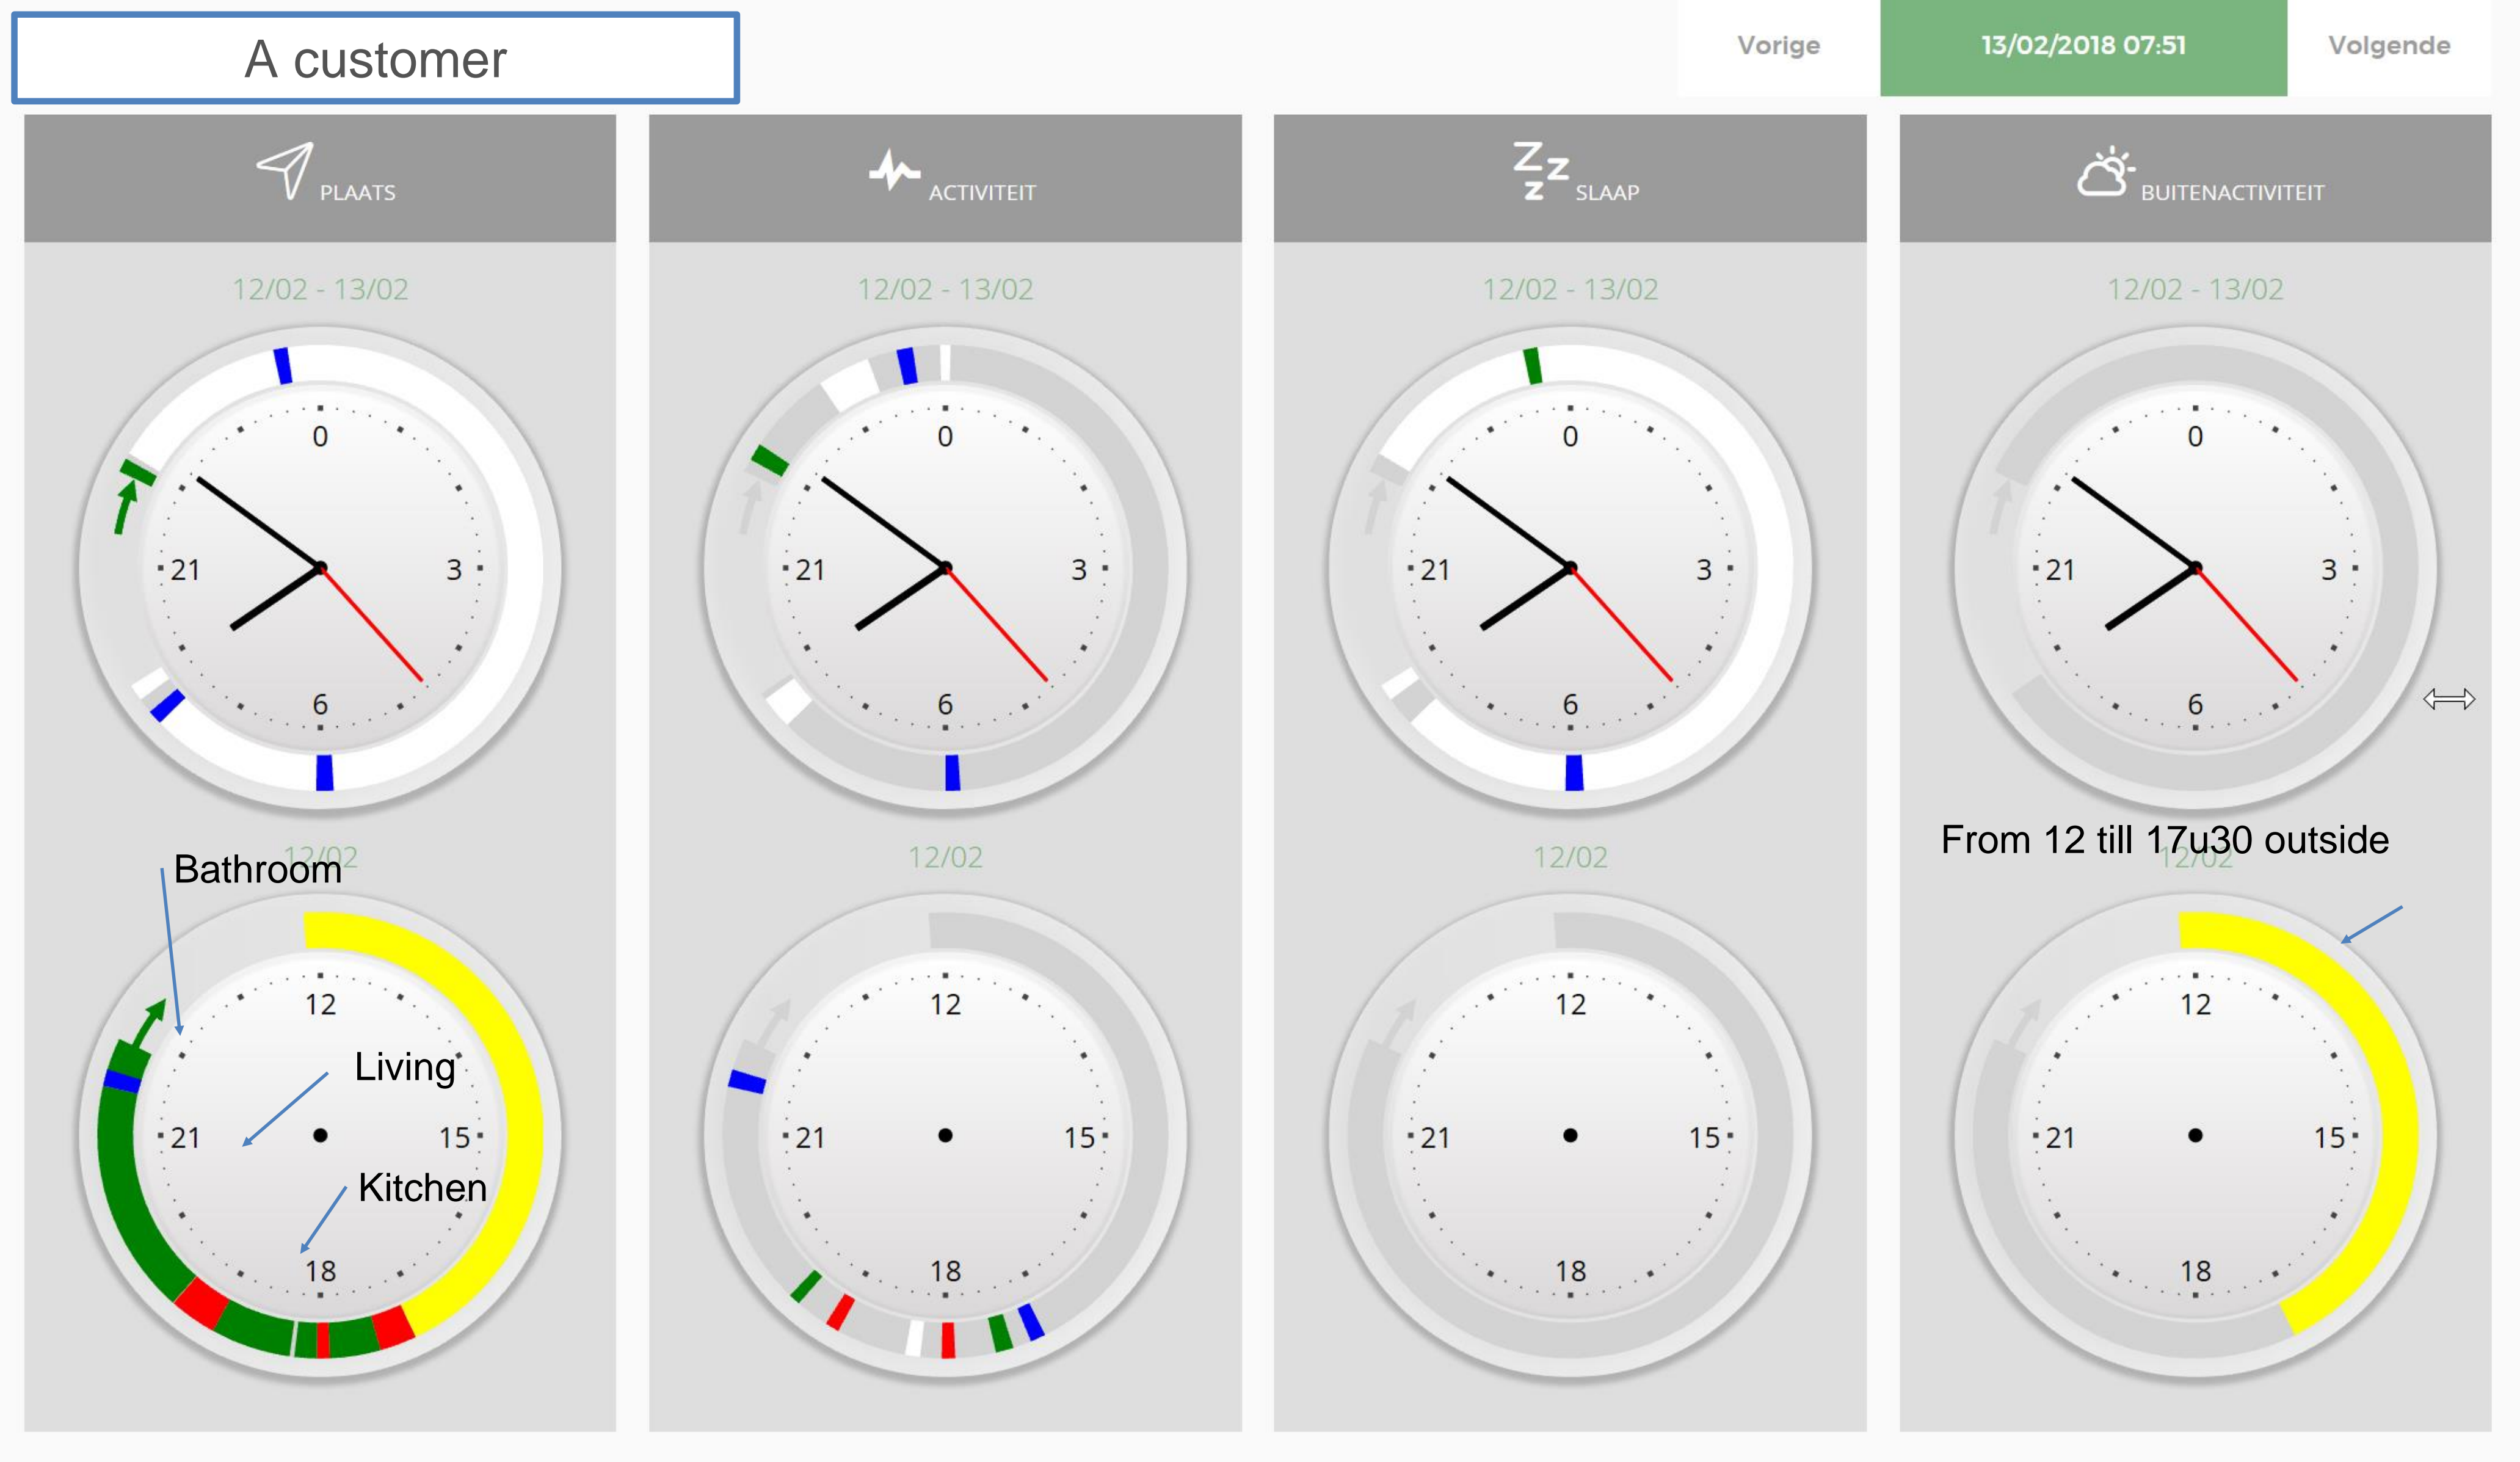 A customer
Vorige
13/02/2018 07:51
Volgende
PLAATS
ACTIVITEIT
Zzz SLAAP
BUITENACTIVITEIT
12/02 - 13/02
12/02 - 13/02
12/02 - 13/02
12/02 - 13/02
0
3
6
21
0
3
6
21
0
3
6
21
0
3
6
21
12/02
Bathroom
12/02
12/02
From 12 till 17u30 outside
12/02
12
Living
15
Kitchen
18
21
12
15
18
21
12
15
18
21
12
15
18
21